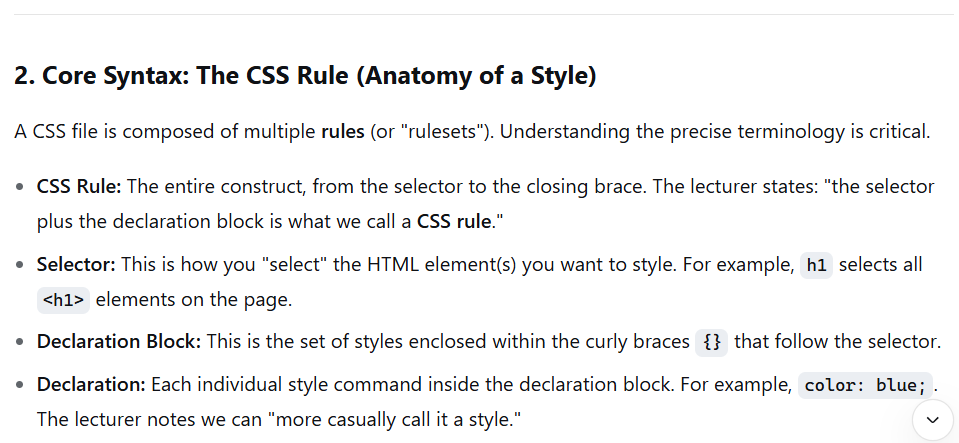 2. Core Syntax: The CSS Rule (Anatomy of a Style)
A CSS file is composed of multiple rules (or "rulesets"). Understanding the precise terminology is critical.
CSS Rule: The entire construct, from the selector to the closing brace. The lecturer states: "the selector
plus the declaration block is what we call a CSS rule."
Selector: This is how you "select" the HTML element(s) you want to style. For example, h1 selects all
<h1> elements on the page.
Declaration Block: This is the set of styles enclosed within the curly braces {} that follow the selector.
Declaration: Each individual style command inside the declaration block. For example, color: blue;.
The lecturer notes we can "more casually call it a style."